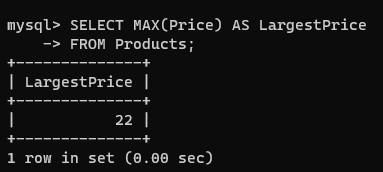 mysql> SELECT MAX(Price) AS LargestPrice
    -> FROM Products;
+--------------+
| LargestPrice |
+--------------+
|           22 |
+--------------+
1 row in set (0.00 sec)